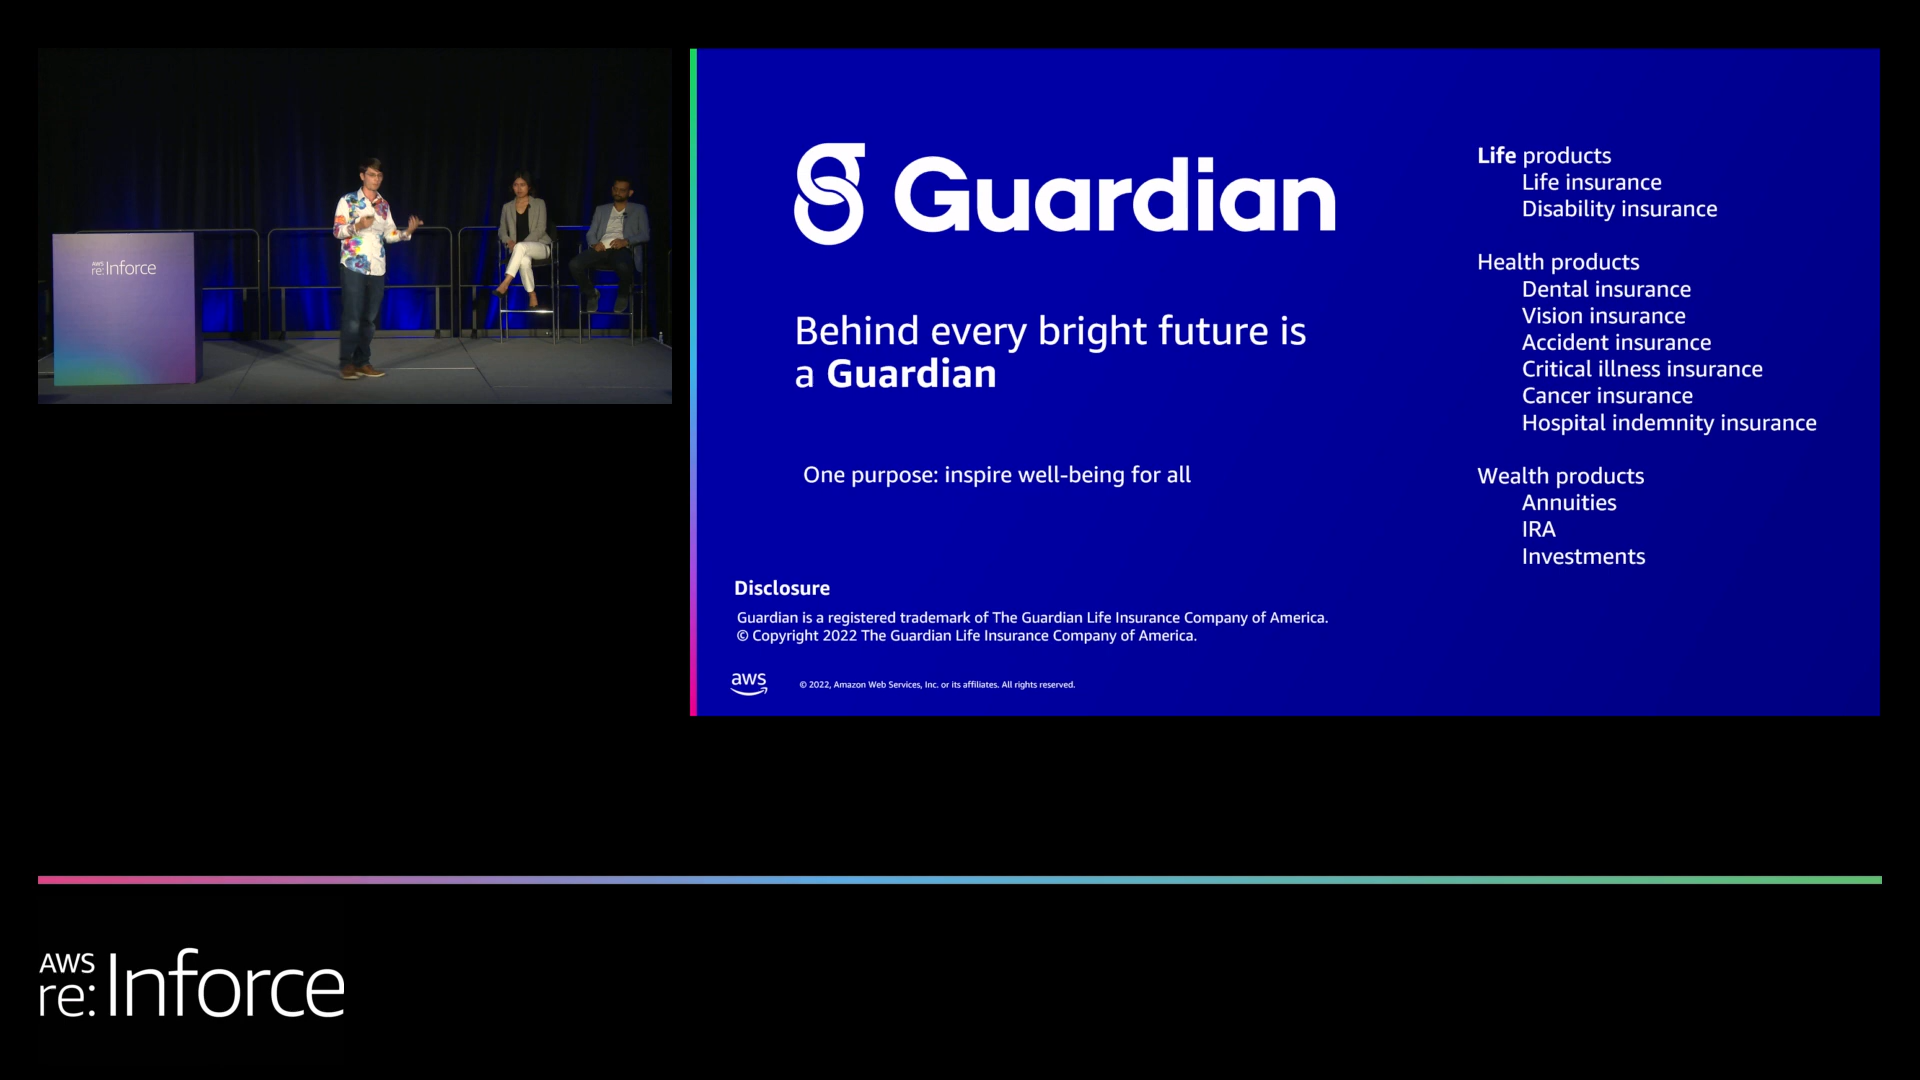 AWS
re:Inforce
Guardian
Behind every bright future is
a Guardian
One purpose: inspire well-being for all
Life products
Life insurance
Disability insurance
Health products
Dental insurance
Vision insurance
Accident insurance
Critical illness insurance
Cancer insurance
Hospital indemnity insurance
Wealth products
Annuities
IRA
Investments
Disclosure
Guardian is a registered trademark of The Guardian Life Insurance Company of America.
© Copyright 2022 The Guardian Life Insurance Company of America.
aws
© 2022, Amazon Web Services, Inc. or its affiliates. All rights reserved.
AWS
re:Inforce